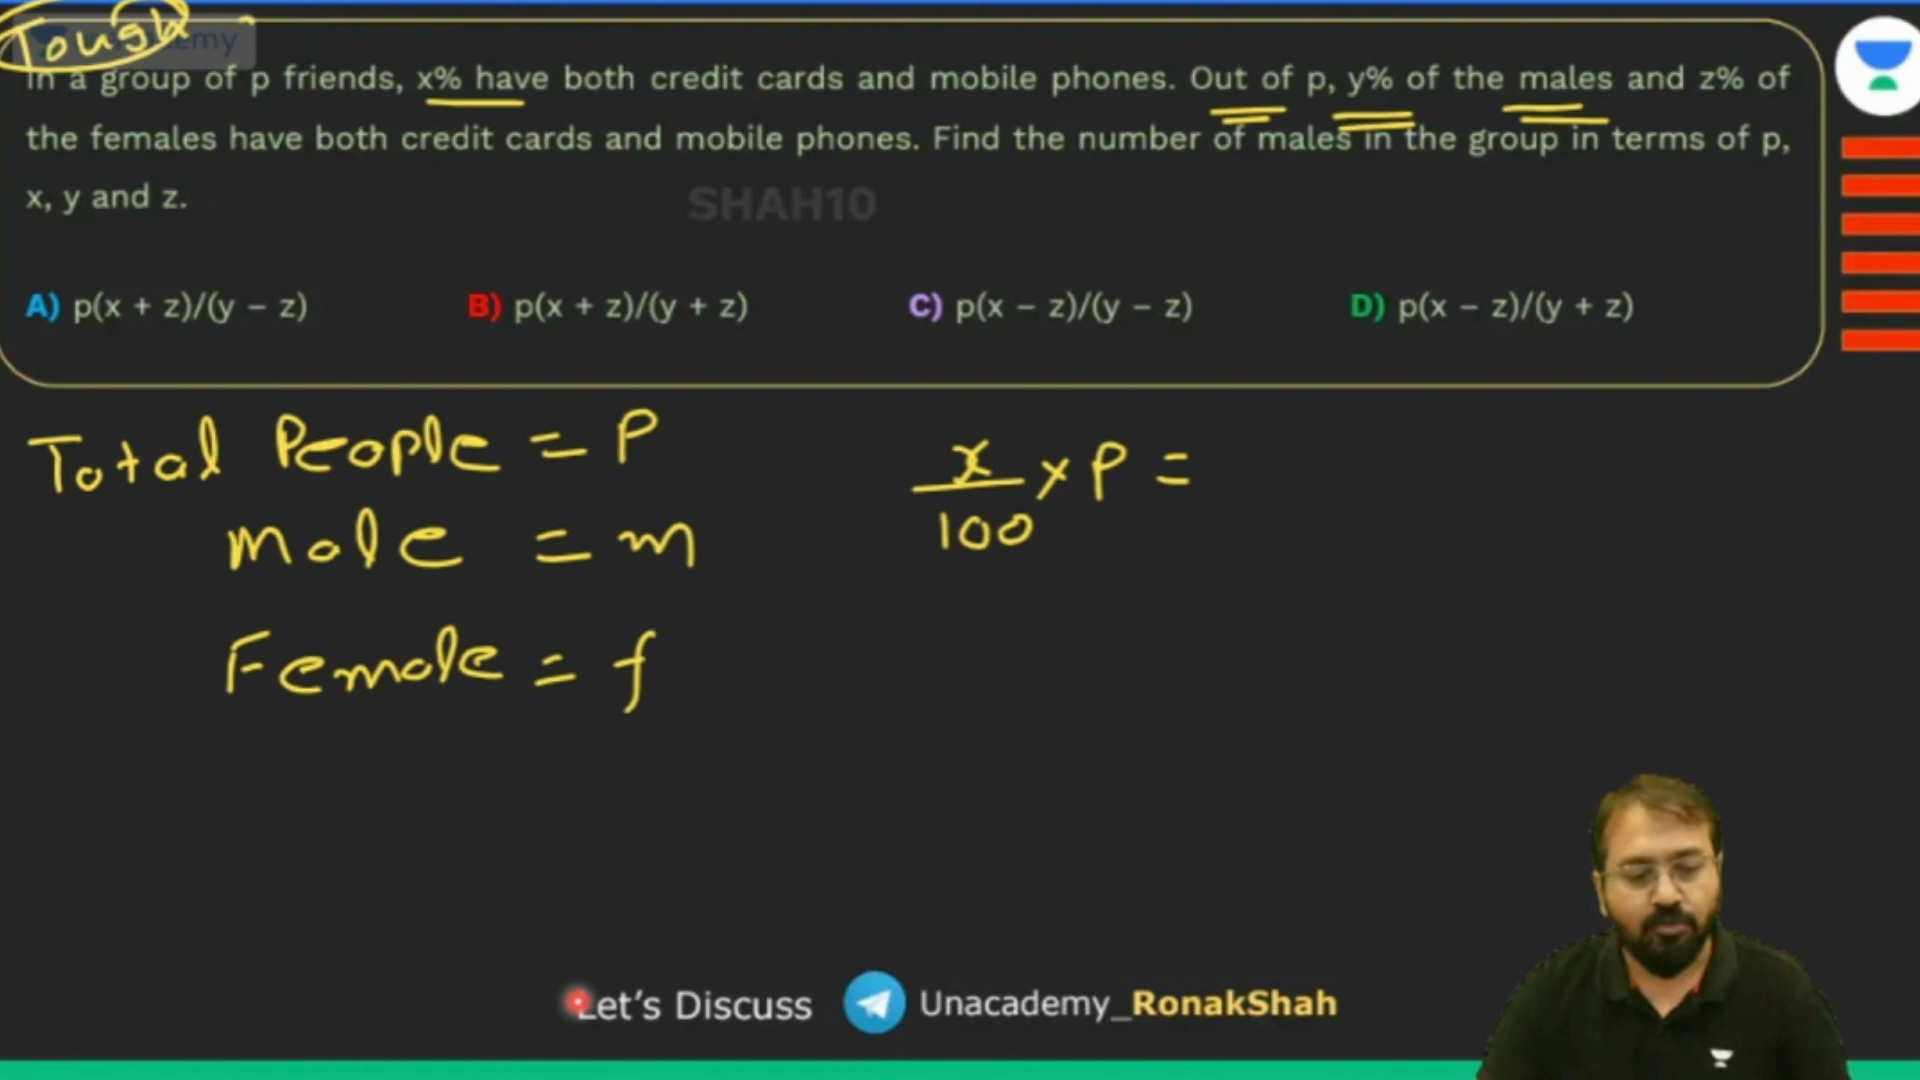 Tough
emy
In a group of p friends, x% have both credit cards and mobile phones. Out of p, y% of the males and z% of
the females have both credit cards and mobile phones. Find the number of males in the group in terms of p,
x, y and z.
SHAH10
A) p(x + z)/(y − z) B) p(x + z)/(y + z) C) p(x − z)/(y − z) D) p(x − z)/(y + z)
Total People = P
x/100 × P =
Male = m
Female = f
Let's Discuss Unacademy_RonakShah